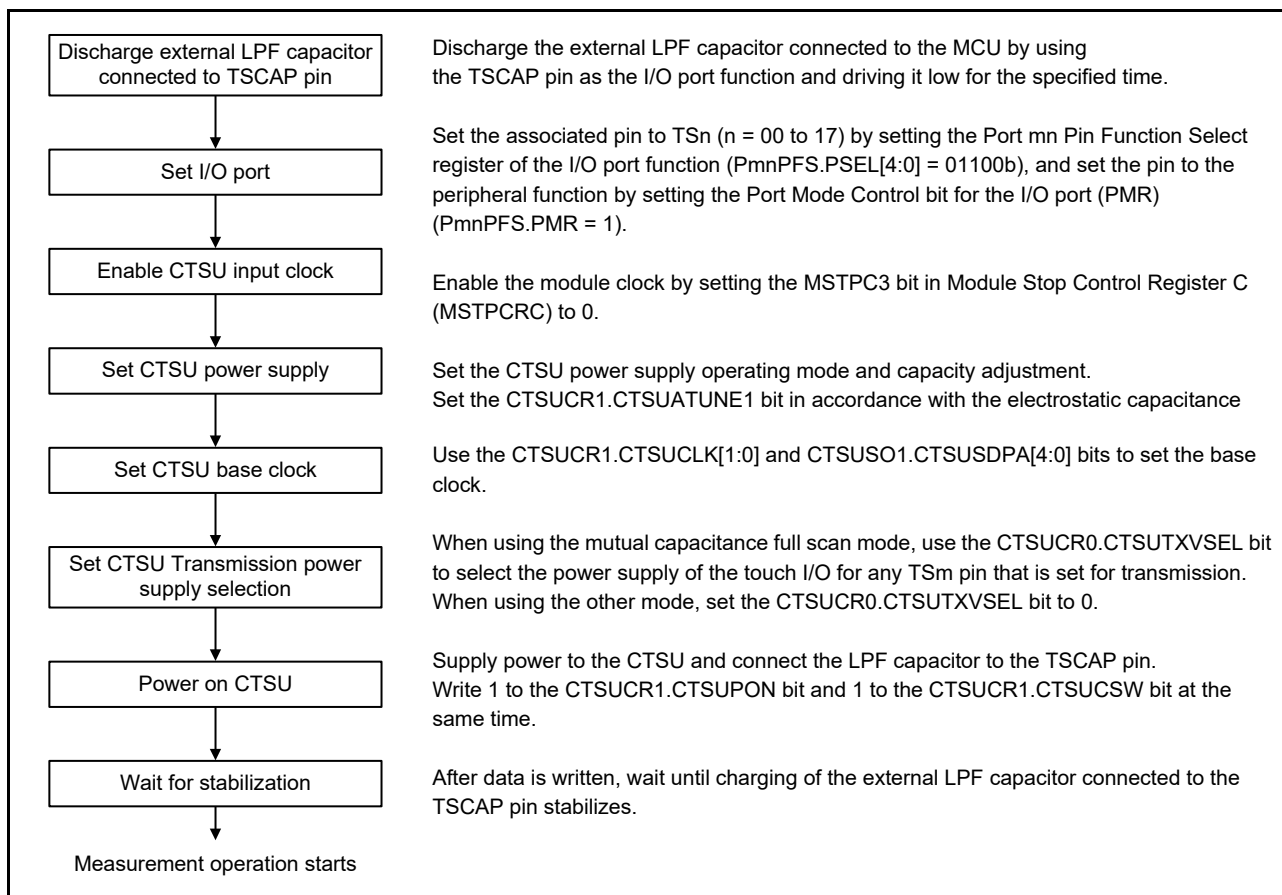 Discharge external LPF capacitor
connected to TSCAP pin
Discharge the external LPF capacitor connected to the MCU by using
the TSCAP pin as the I/O port function and driving it low for the specified time.
Set I/O port
Set the associated pin to TSn (n = 00 to 17) by setting the Port mn Pin Function Select
register of the I/O port function (PmnPFS.PSEL[4:0] = 01100b), and set the pin to the
peripheral function by setting the Port Mode Control bit for the I/O port (PMR)
(PmnPFS.PMR = 1).
Enable CTSU input clock
Enable the module clock by setting the MSTPC3 bit in Module Stop Control Register C
(MSTPCRC) to 0.
Set CTSU power supply
Set the CTSU power supply operating mode and capacity adjustment.
Set the CTSUCR1.CTSUATUNE1 bit in accordance with the electrostatic capacitance
Set CTSU base clock
Use the CTSUCR1.CTSUCLK[1:0] and CTSUSO1.CTSUSDPA[4:0] bits to set the base
clock.
Set CTSU Transmission power
supply selection
When using the mutual capacitance full scan mode, use the CTSUCR0.CTSUTXVSEL bit
to select the power supply of the touch I/O for any TSm pin that is set for transmission.
When using the other mode, set the CTSUCR0.CTSUTXVSEL bit to 0.
Power on CTSU
Supply power to the CTSU and connect the LPF capacitor to the TSCAP pin.
Write 1 to the CTSUCR1.CTSUPON bit and 1 to the CTSUCR1.CTSUCSW bit at the
same time.
Wait for stabilization
After data is written, wait until charging of the external LPF capacitor connected to the
TSCAP pin stabilizes.
Measurement operation starts